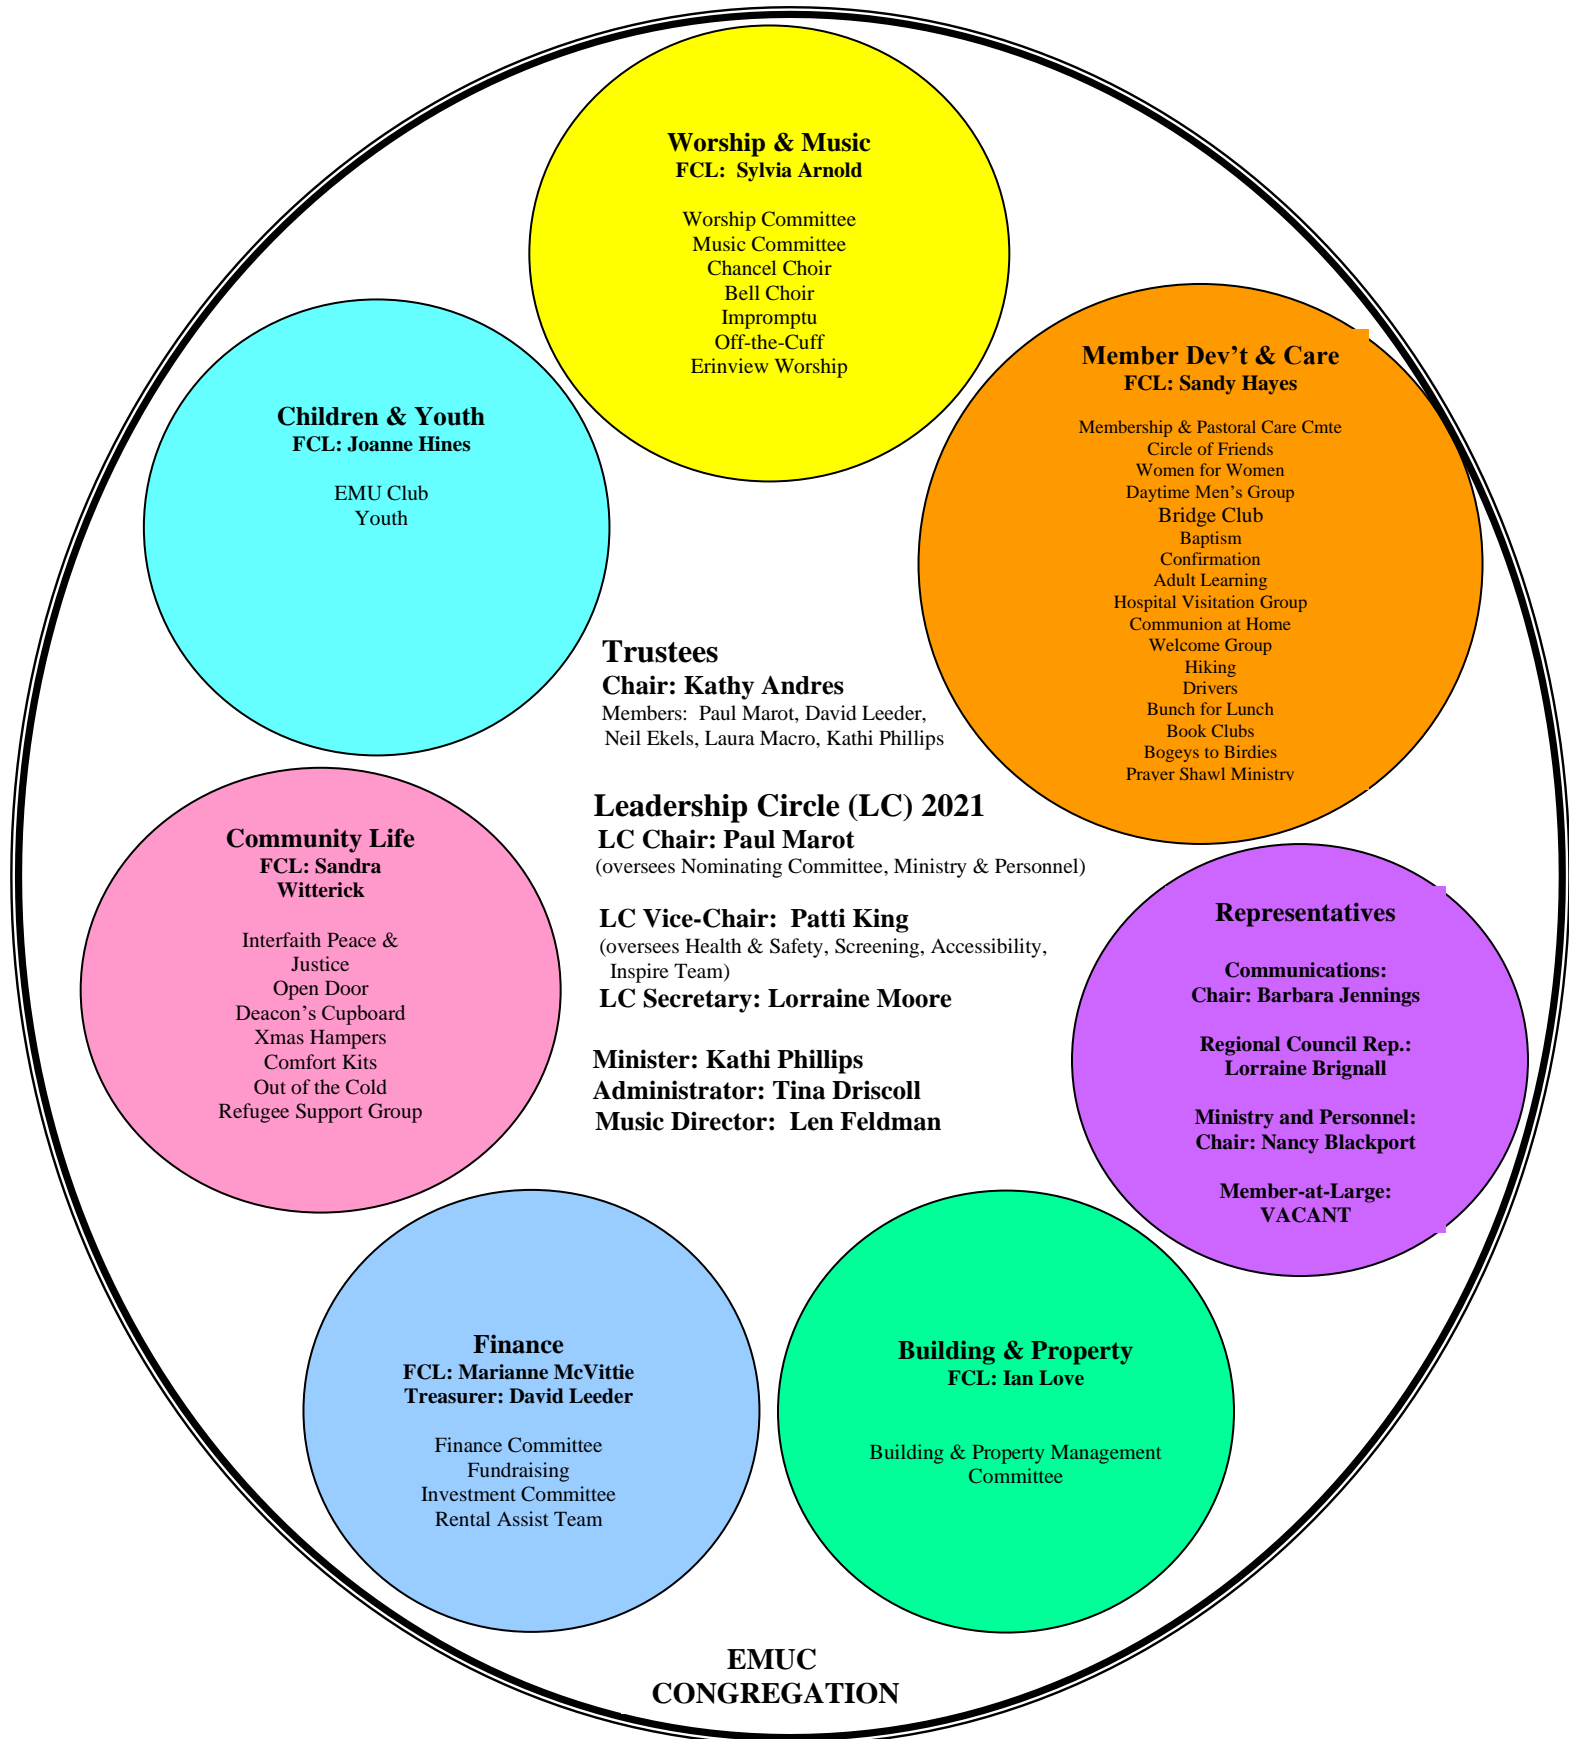 Worship & Music
FCL:  Sylvia Arnold
Worship Committee
Music Committee
Chancel Choir
Bell Choir
Impromptu
Off-the-Cuff
Erinview Worship
Member Dev’t & Care
FCL: Sandy Hayes
Membership & Pastoral Care Cmte
Circle of Friends
Women for Women
Daytime Men’s Group
Bridge Club
Baptism
Confirmation
Adult Learning
Hospital Visitation Group
Communion at Home
Welcome Group
Hiking
Drivers
Bunch for Lunch
Book Clubs
Bogeys to Birdies
Prayer Shawl Ministry
Children & Youth
FCL: Joanne Hines
EMU Club
Youth
Trustees
Chair: Kathy Andres
Members:  Paul Marot, David Leeder,
Neil Ekels, Laura Macro, Kathi Phillips
Leadership Circle (LC) 2021
LC Chair: Paul Marot
(oversees Nominating Committee, Ministry & Personnel)
LC Vice-Chair:  Patti King
(oversees Health & Safety, Screening, Accessibility,
Inspire Team)
LC Secretary: Lorraine Moore
Minister: Kathi Phillips
Administrator: Tina Driscoll
Music Director:  Len Feldman
Community Life
FCL: Sandra
Witterick
Interfaith Peace &
Justice
Open Door
Deacon’s Cupboard
Xmas Hampers
Comfort Kits
Out of the Cold
Refugee Support Group
Representatives
Communications:
Chair: Barbara Jennings
Regional Council Rep.:
Lorraine Brignall
Ministry and Personnel:
Chair: Nancy Blackport
Member-at-Large:
VACANT
Finance
FCL: Marianne McVittie
Treasurer: David Leeder
Finance Committee
Fundraising
Investment Committee
Rental Assist Team
Building & Property
FCL: Ian Love
Building & Property Management
Committee
EMUC
CONGREGATION